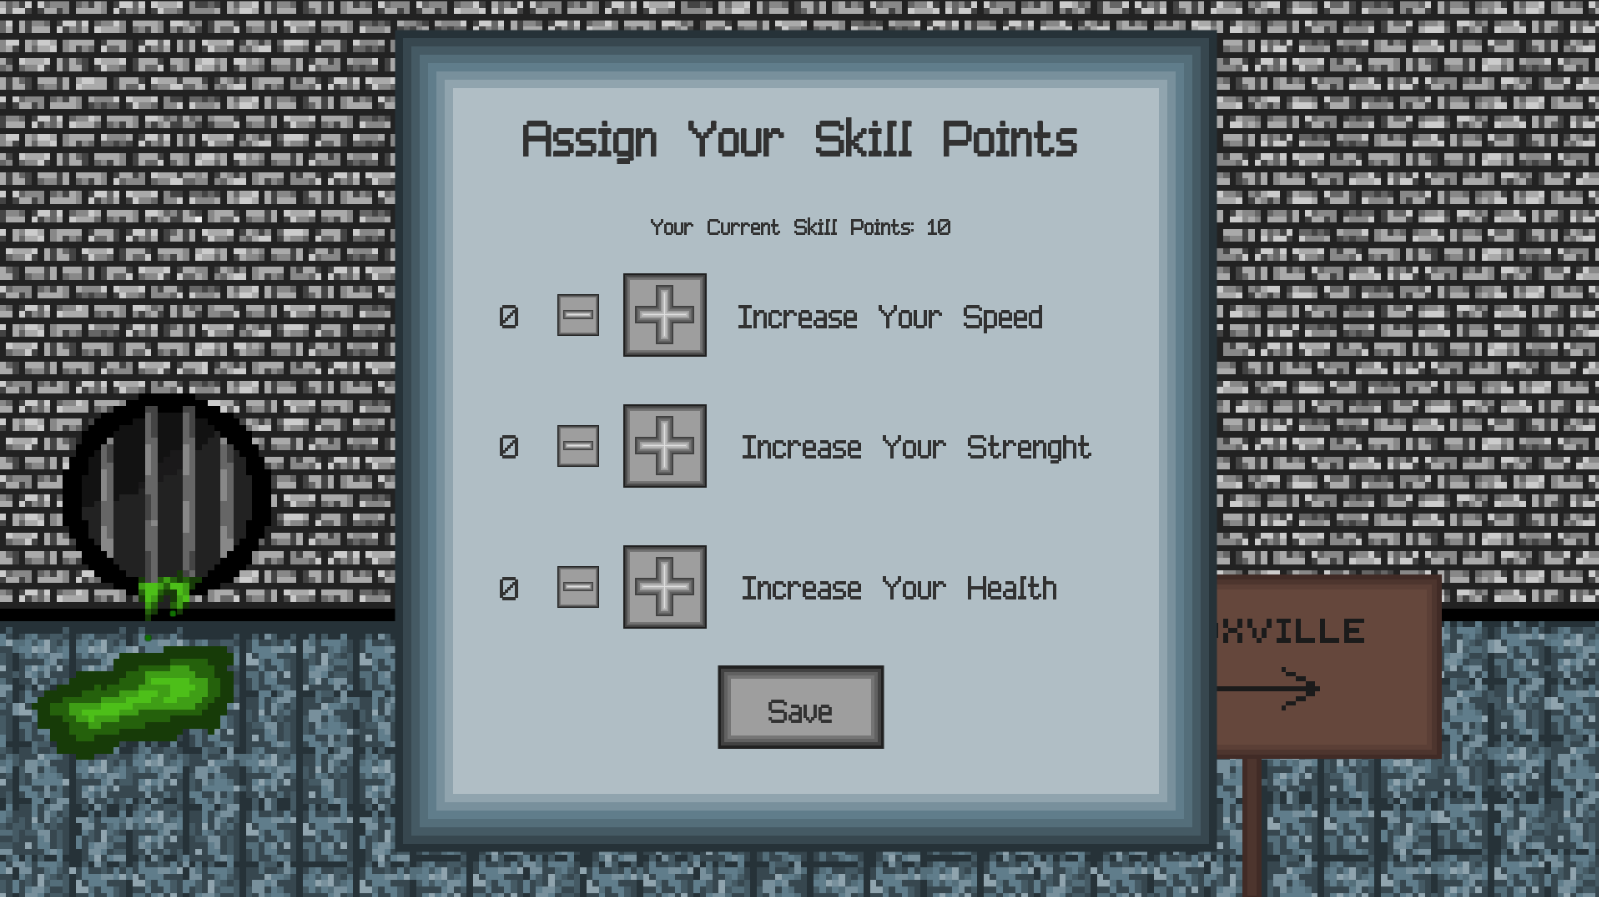 Assign Your Skill Points
Your Current Skill Points: 10
0 Increase Your Speed
0 Increase Your Strenght
0 Increase Your Health
Save